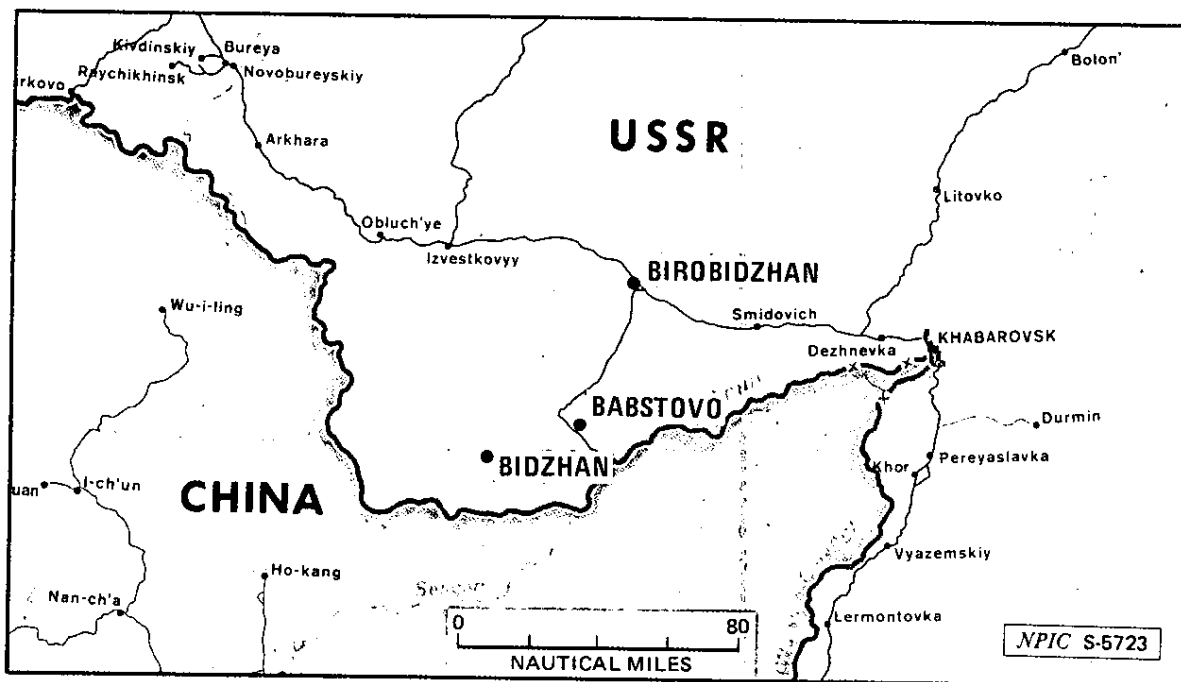 Kivdinskiy
Bureya
Raychikhinsk
Novobureyskiy
Bolon'
irkovo
USSR
Arkhara
Litovko
Obluch'ye
Izvestkovyy
BIROBIDZHAN
Wu-i-ling
Smidovich
KHABAROVSK
Dezhnevka
BABSTOVO
Durmin
BIDZHAN
Pereyaslavka
Khor
uan
I-ch'un
CHINA
Vyazemskiy
Ho-kang
Nan-ch'a
Lermontovka
0 80
NAUTICAL MILES
NPIC S-5723